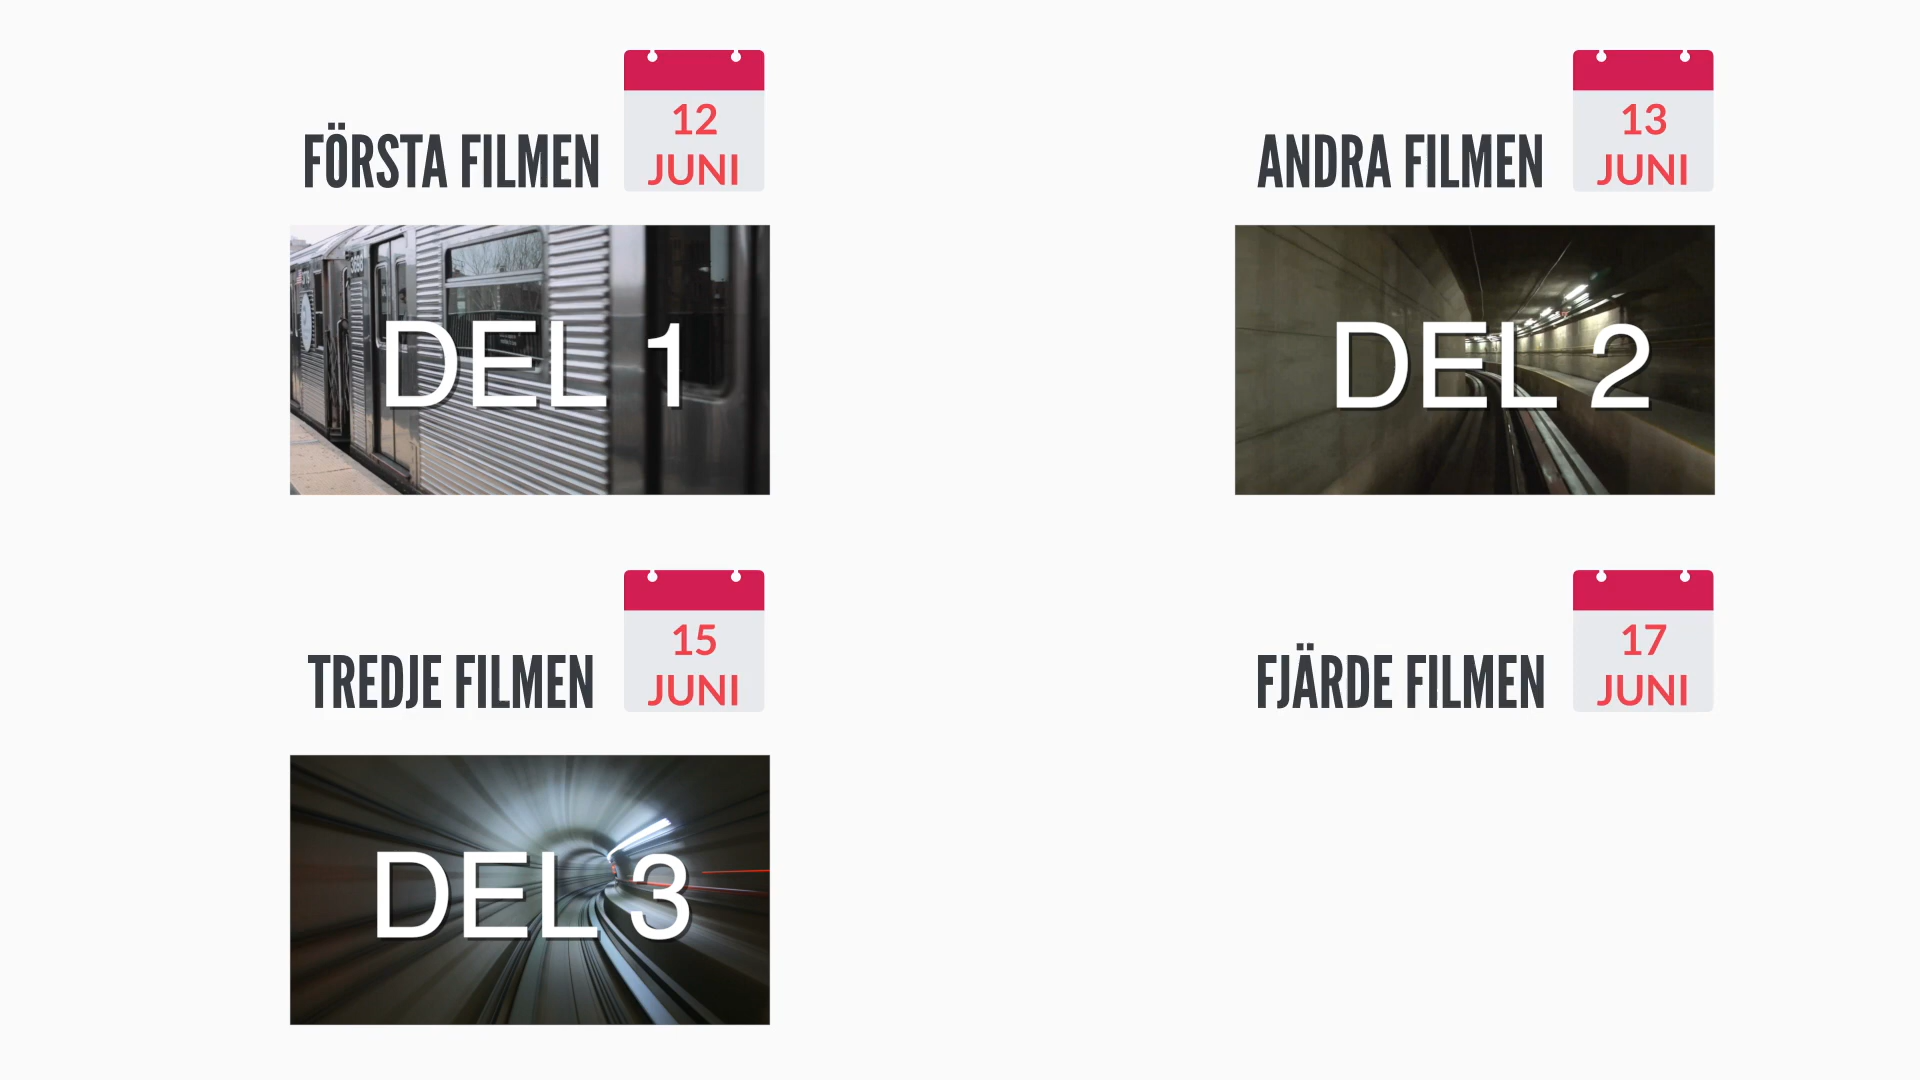 FÖRSTA FILMEN
12
JUNI
DEL 1
ANDRA FILMEN
13
JUNI
DEL 2
TREDJE FILMEN
15
JUNI
DEL 3
FJÄRDE FILMEN
17
JUNI